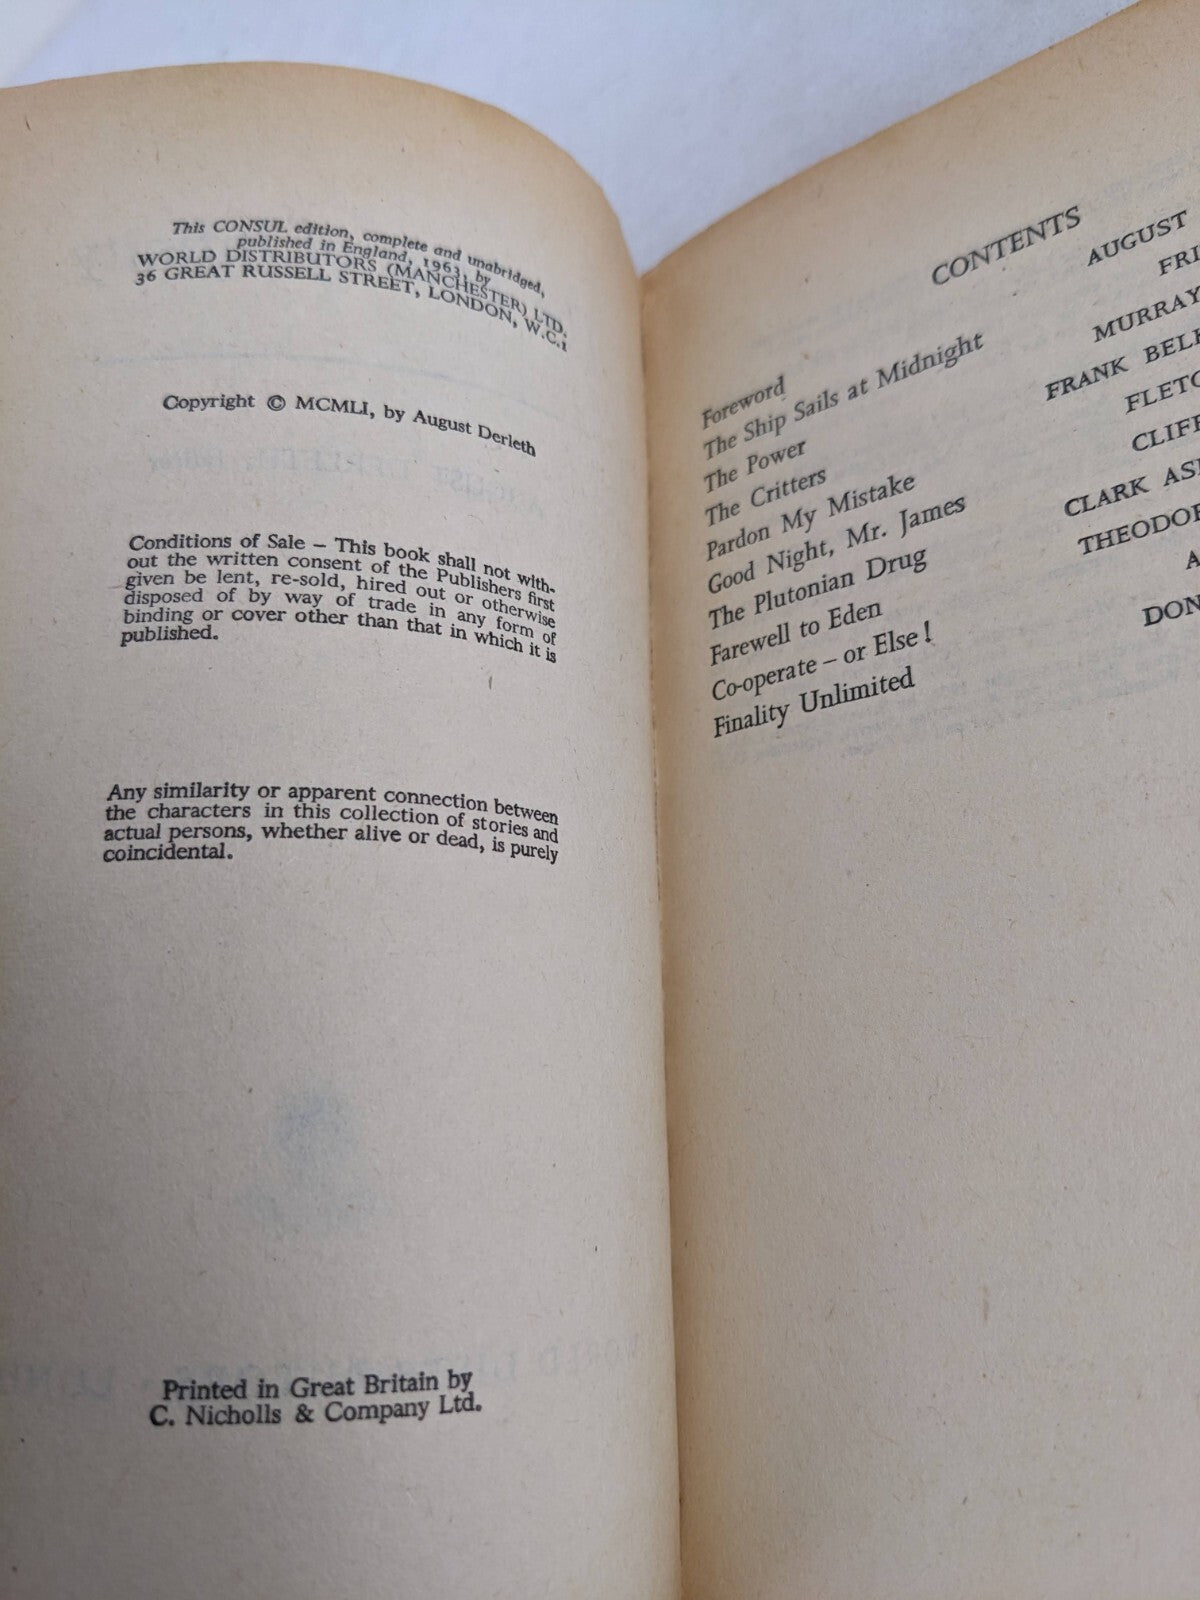 This CONSUL edition, complete and unabridged,
published in England, 1963, by
WORLD DISTRIBUTORS (MANCHESTER) LTD.
36 GREAT RUSSELL STREET, LONDON, W.C.1
Copyright © MCMLI, by August Derleth
Conditions of Sale – This book shall not with-
out the written consent of the Publishers first
given be lent, re-sold, hired out or otherwise
disposed of by way of trade in any form of
binding or cover other than that in which it is
published.
Any similarity or apparent connection between
the characters in this collection of stories and
actual persons, whether alive or dead, is purely
coincidental.
Printed in Great Britain by
C. Nicholls & Company Ltd.
CONTENTS
Foreword AUGUST
The Ship Sails at Midnight FRI
The Power MURRAY
The Critters FRANK BEL
Pardon My Mistake FLETC
Good Night, Mr. James CLIFF
The Plutonian Drug CLARK ASH
Farewell to Eden THEODOR
Co-operate – or Else! A
Finality Unlimited DON